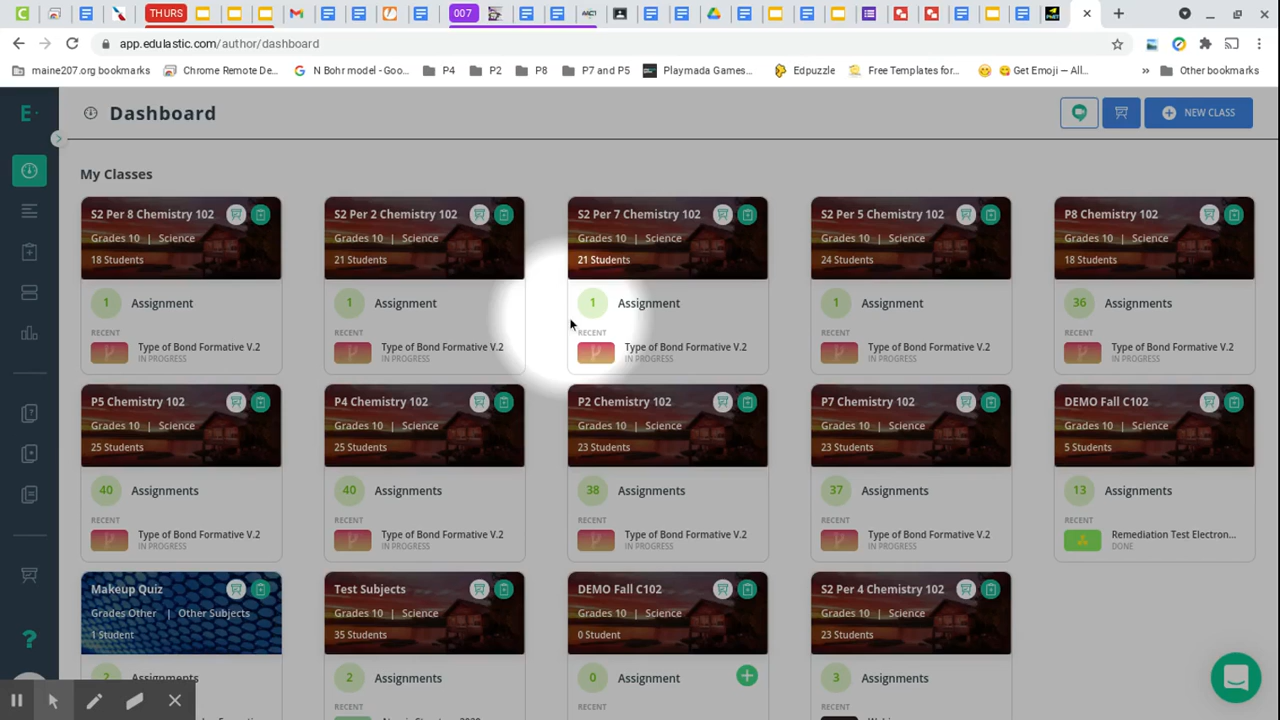 THURS
007
AACT
PhET
app.edulastic.com/author/dashboard
maine207.org bookmarks
Chrome Remote De...
N Bohr model - Goo...
P4
P2
P8
P7 and P5
Playmada Games...
Edpuzzle
Free Templates for...
Get Emoji — All...
»
Other bookmarks
E
Dashboard
NEW CLASS
My Classes
S2 Per 8 Chemistry 102
Grades 10 | Science
18 Students
1 Assignment
RECENT
Type of Bond Formative V.2
IN PROGRESS
S2 Per 2 Chemistry 102
Grades 10 | Science
21 Students
1 Assignment
RECENT
Type of Bond Formative V.2
IN PROGRESS
S2 Per 7 Chemistry 102
Grades 10 | Science
21 Students
1 Assignment
RECENT
Type of Bond Formative V.2
IN PROGRESS
S2 Per 5 Chemistry 102
Grades 10 | Science
24 Students
1 Assignment
RECENT
Type of Bond Formative V.2
IN PROGRESS
P8 Chemistry 102
Grades 10 | Science
18 Students
36 Assignments
RECENT
Type of Bond Formative V.2
IN PROGRESS
P5 Chemistry 102
Grades 10 | Science
25 Students
40 Assignments
RECENT
Type of Bond Formative V.2
IN PROGRESS
P4 Chemistry 102
Grades 10 | Science
25 Students
40 Assignments
RECENT
Type of Bond Formative V.2
IN PROGRESS
P2 Chemistry 102
Grades 10 | Science
23 Students
38 Assignments
RECENT
Type of Bond Formative V.2
IN PROGRESS
P7 Chemistry 102
Grades 10 | Science
23 Students
37 Assignments
RECENT
Type of Bond Formative V.2
IN PROGRESS
DEMO Fall C102
Grades 10 | Science
5 Students
13 Assignments
RECENT
Remediation Test Electron...
DONE
Makeup Quiz
Grades Other | Other Subjects
1 Student
2 Assignments
Test Subjects
Grades 10 | Science
35 Students
2 Assignments
DEMO Fall C102
Grades 10 | Science
0 Student
0 Assignment
S2 Per 4 Chemistry 102
Grades 10 | Science
23 Students
3 Assignments
?